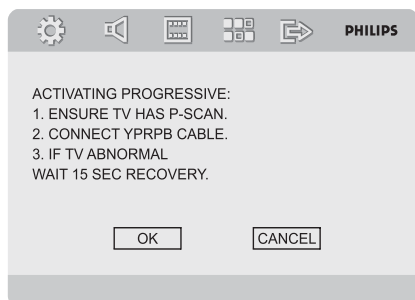 PHILIPS
ACTIVATING PROGRESSIVE:
1. ENSURE TV HAS P-SCAN.
2. CONNECT YPRPB CABLE.
3. IF TV ABNORMAL
WAIT 15 SEC RECOVERY.
OK CANCEL